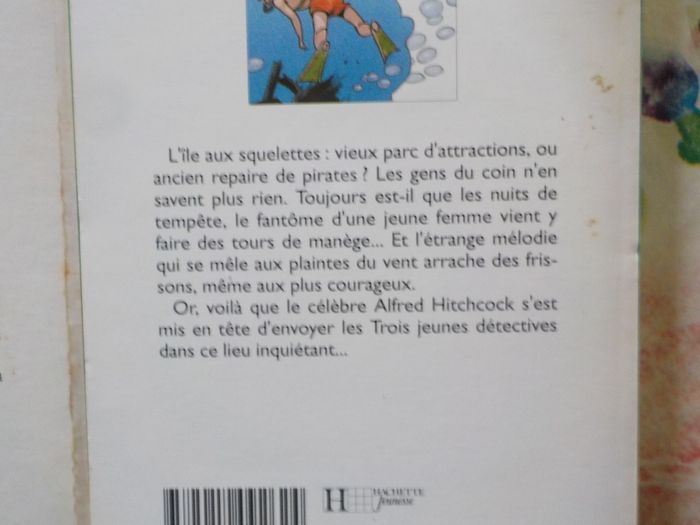 L'île aux squelettes : vieux parc d'attractions, ou
ancien repaire de pirates ? Les gens du coin n'en
savent plus rien. Toujours est-il que les nuits de
tempête, le fantôme d'une jeune femme vient y
faire des tours de manège... Et l'étrange mélodie
qui se mêle aux plaintes du vent arrache des fris-
sons, même aux plus courageux.
Or, voilà que le célèbre Alfred Hitchcock s'est
mis en tête d'envoyer les Trois jeunes détectives
dans ce lieu inquiétant...
H HACHETTE
Jeunesse